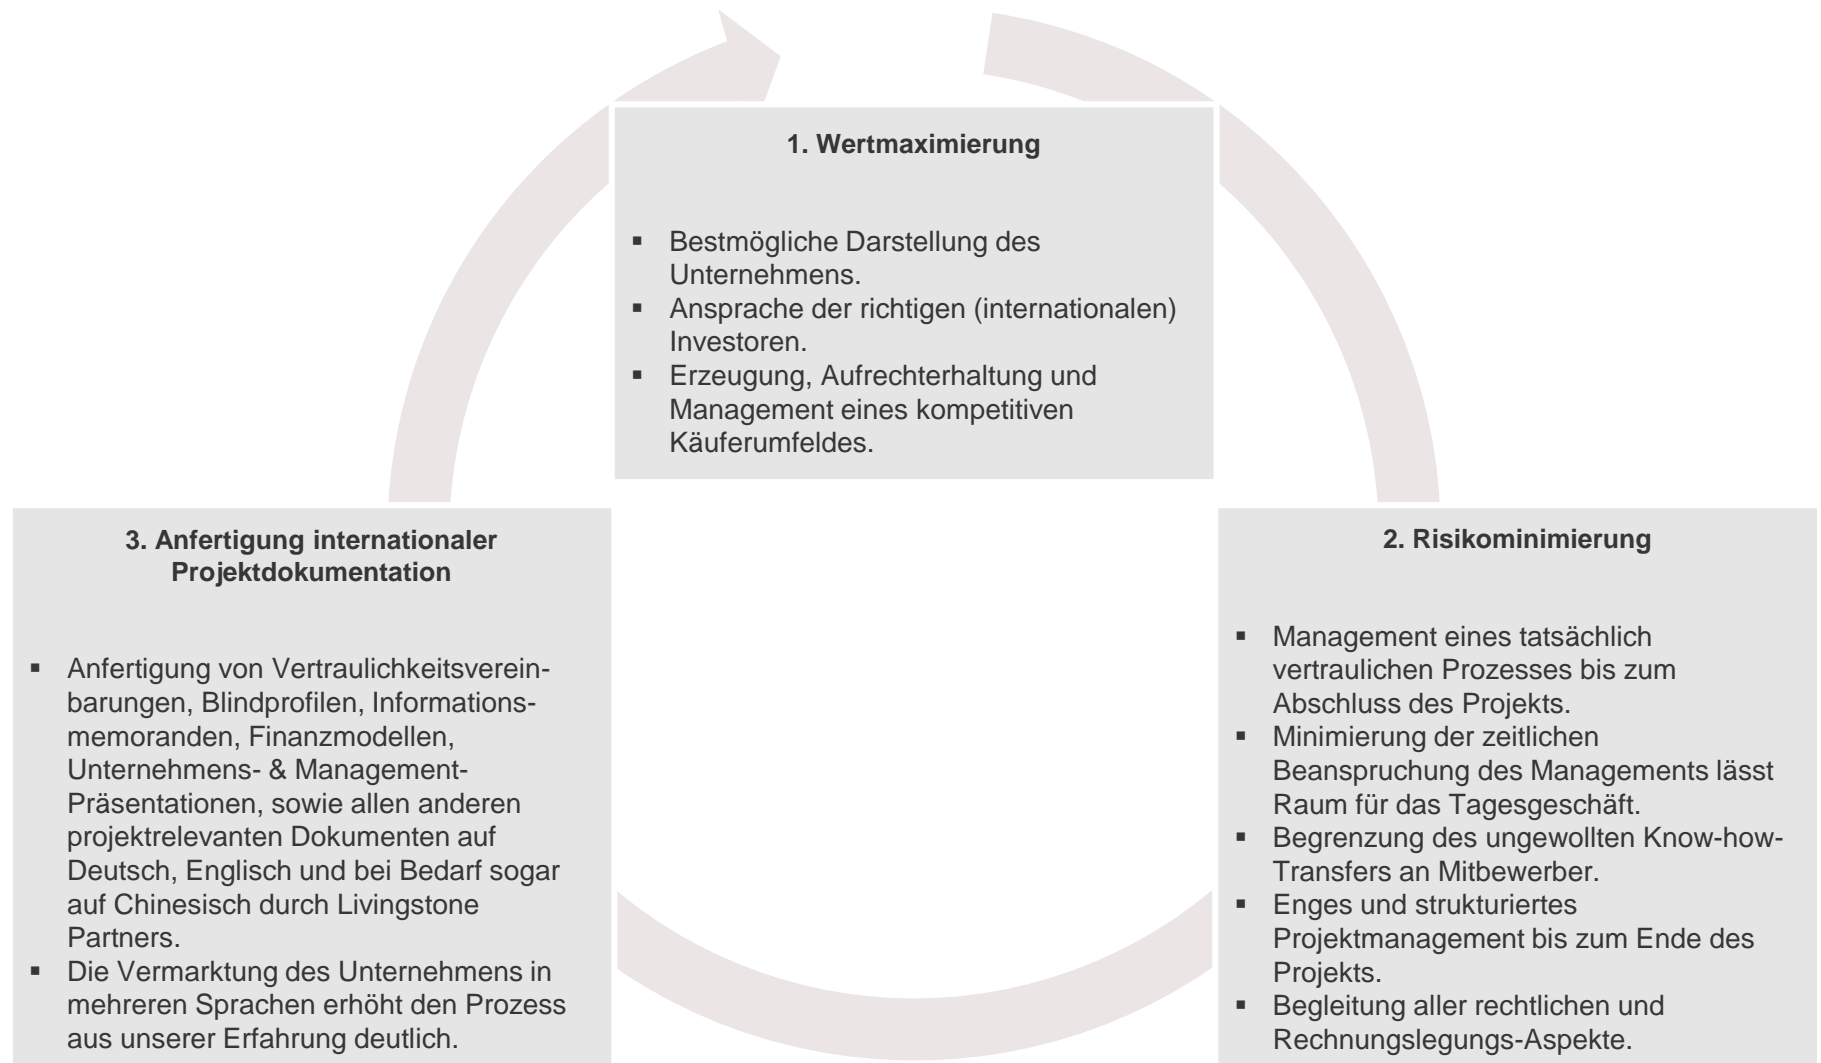 1. Wertmaximierung
▪ Bestmögliche Darstellung des
Unternehmens.
▪ Ansprache der richtigen (internationalen)
Investoren.
▪ Erzeugung, Aufrechterhaltung und
Management eines kompetitiven
Käuferumfeldes.
2. Risikominimierung
▪ Management eines tatsächlich
vertraulichen Prozesses bis zum
Abschluss des Projekts.
▪ Minimierung der zeitlichen
Beanspruchung des Managements lässt
Raum für das Tagesgeschäft.
▪ Begrenzung des ungewollten Know-how-
Transfers an Mitbewerber.
▪ Enges und strukturiertes
Projektmanagement bis zum Ende des
Projekts.
▪ Begleitung aller rechtlichen und
Rechnungslegungs-Aspekte.
3. Anfertigung internationaler
Projektdokumentation
▪ Anfertigung von Vertraulichkeitsverein-
barungen, Blindprofilen, Informations-
memoranden, Finanzmodellen,
Unternehmens- & Management-
Präsentationen, sowie allen anderen
projektrelevanten Dokumenten auf
Deutsch, Englisch und bei Bedarf sogar
auf Chinesisch durch Livingstone
Partners.
▪ Die Vermarktung des Unternehmens in
mehreren Sprachen erhöht den Prozess
aus unserer Erfahrung deutlich.